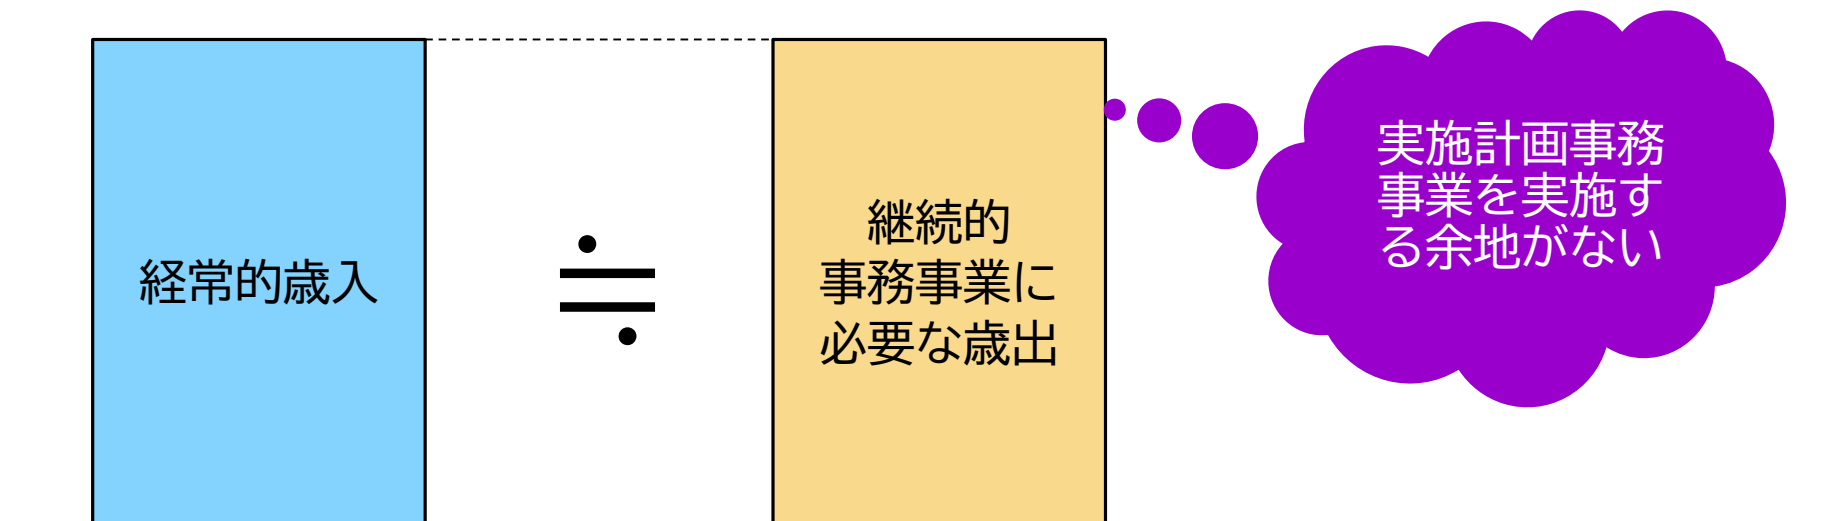 経常的歳入
≒
継続的
事務事業に
必要な歳出
実施計画事務
事業を実施す
る余地がない